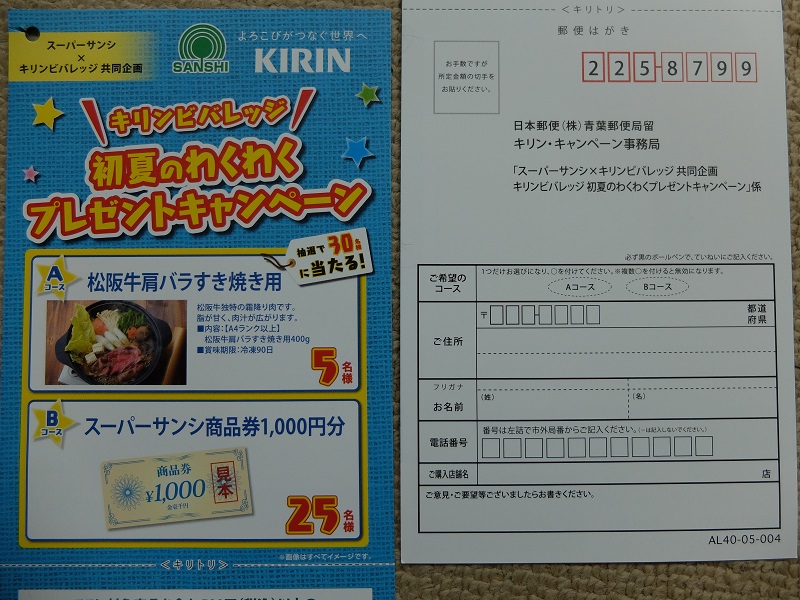 スーパーサンシ
×
キリンビバレッジ 共同企画
SANSHI
よろこびがつなぐ世界へ
KIRIN
キリンビバレッジ
初夏のわくわく
プレゼントキャンペーン
抽選で30名様
に当たる!
Aコース
松阪牛肩バラすき焼き用
松阪牛独特の霜降り肉です。
脂が甘く、肉汁が広がります。
■内容:【A4ランク以上】
松阪牛肩バラすき焼き用400g
■賞味期限:冷凍90日
5名様
Bコース
スーパーサンシ商品券1,000円分
商品券
¥1,000
金壱千円
見本
25名様
※画像はすべてイメージです。
<キリトリ>
<キリトリ>
郵便はがき
お手数ですが
所定金額の切手を
お貼りください。
225-8799
日本郵便(株)青葉郵便局留
キリン・キャンペーン事務局
「スーパーサンシ×キリンビバレッジ 共同企画
キリンビバレッジ 初夏のわくわくプレゼントキャンペーン」係
必ず黒のボールペンで、ていねいにご記入ください。
ご希望の
コース
1つだけお選びになり、○を付けてください。※複数○を付けると無効になります。
Aコース
Bコース
ご住所
〒
都道
府県
フリガナ
お名前
(姓)
(名)
電話番号
番号は左詰で市外局番からご記入ください。(-は記入しないでください。)
ご購入店舗名
店
ご意見・ご要望等ございましたらお書きください。
AL40-05-004